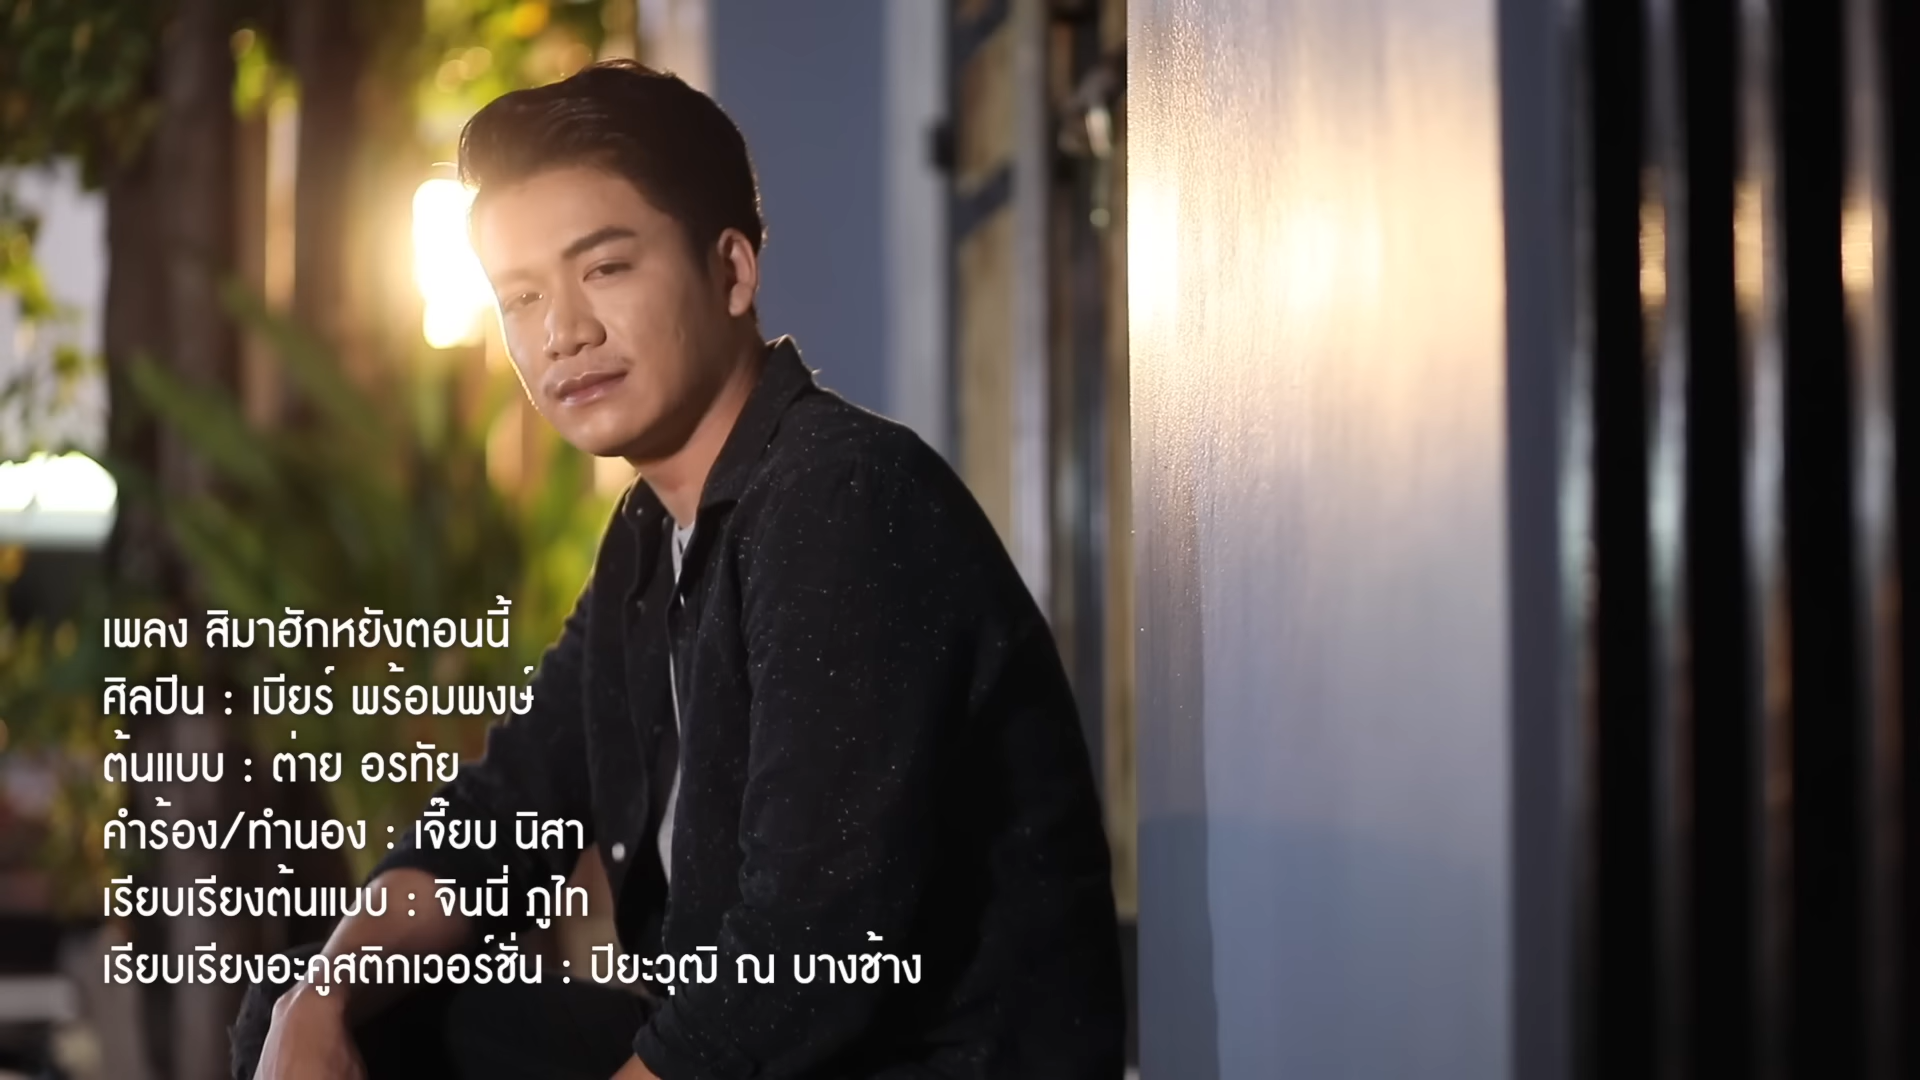 เพลง สิมาฮักหยังตอนนี้
ศิลปิน : เบียร์ พร้อมพงษ์
ต้นแบบ : ต่าย อรทัย
คำร้อง/ทำนอง : เจี๊ยบ นิสา
เรียบเรียงต้นแบบ : จินนี่ ภูไท
เรียบเรียงอะคูสติกเวอร์ชั่น : ปิยะวุฒิ ณ บางช้าง